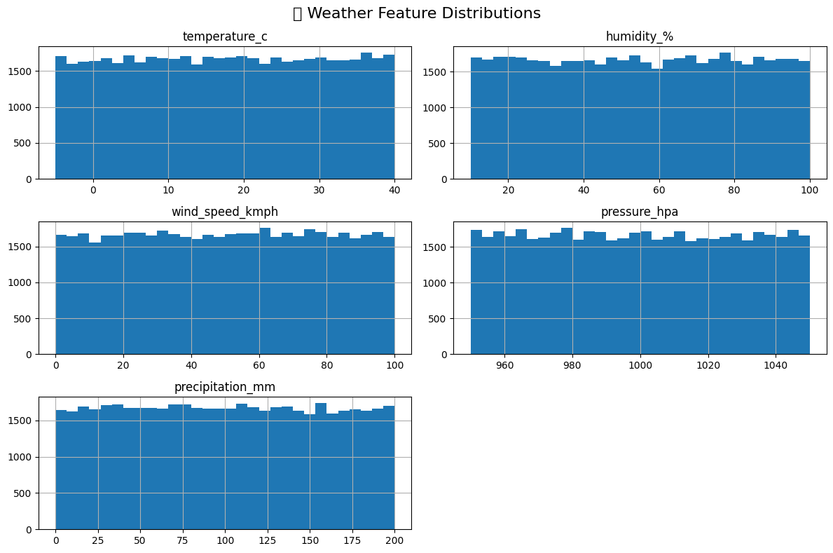 Weather Feature Distributions
temperature_c
humidity_%
1500
1000
500
0
0 10 20 30 40
1500
1000
500
0
20 40 60 80 100
wind_speed_kmph
pressure_hpa
1500
1000
500
0
0 20 40 60 80 100
1500
1000
500
0
960 980 1000 1020 1040
precipitation_mm
1500
1000
500
0
0 25 50 75 100 125 150 175 200